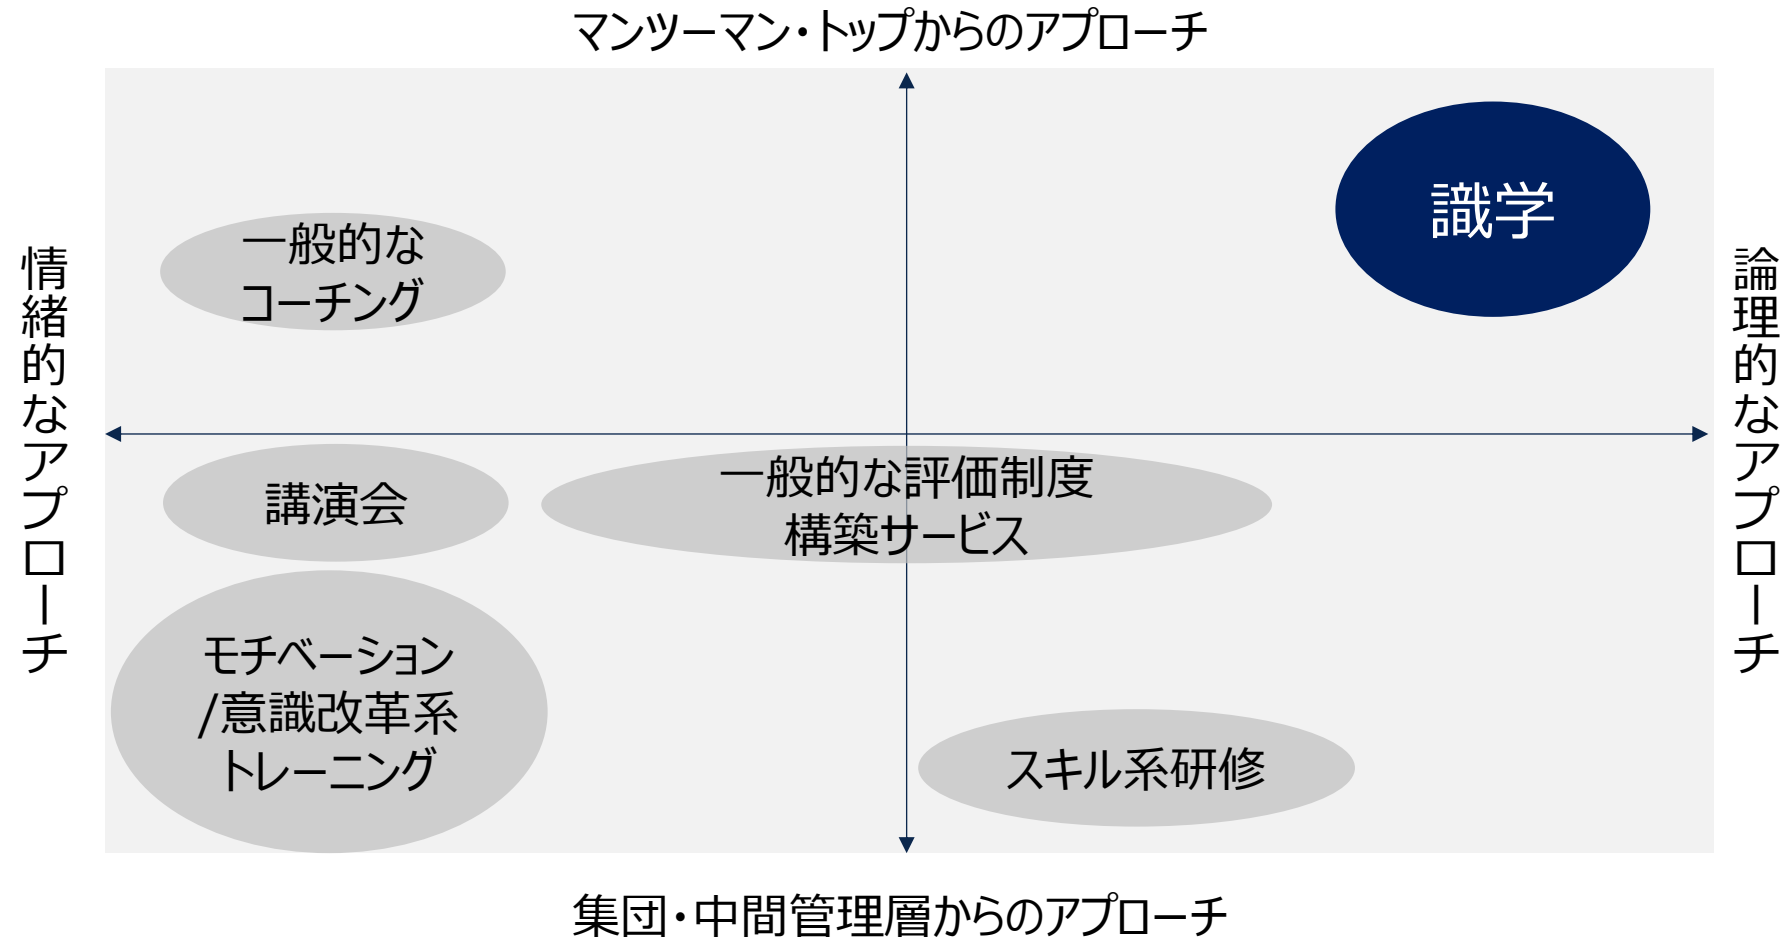 マンツーマン・トップからのアプローチ
識学
一般的な
コーチング
情緒的なアプローチ
論理的なアプローチ
講演会
一般的な評価制度
構築サービス
モチベーション
/意識改革系
トレーニング
スキル系研修
集団・中間管理層からのアプローチ